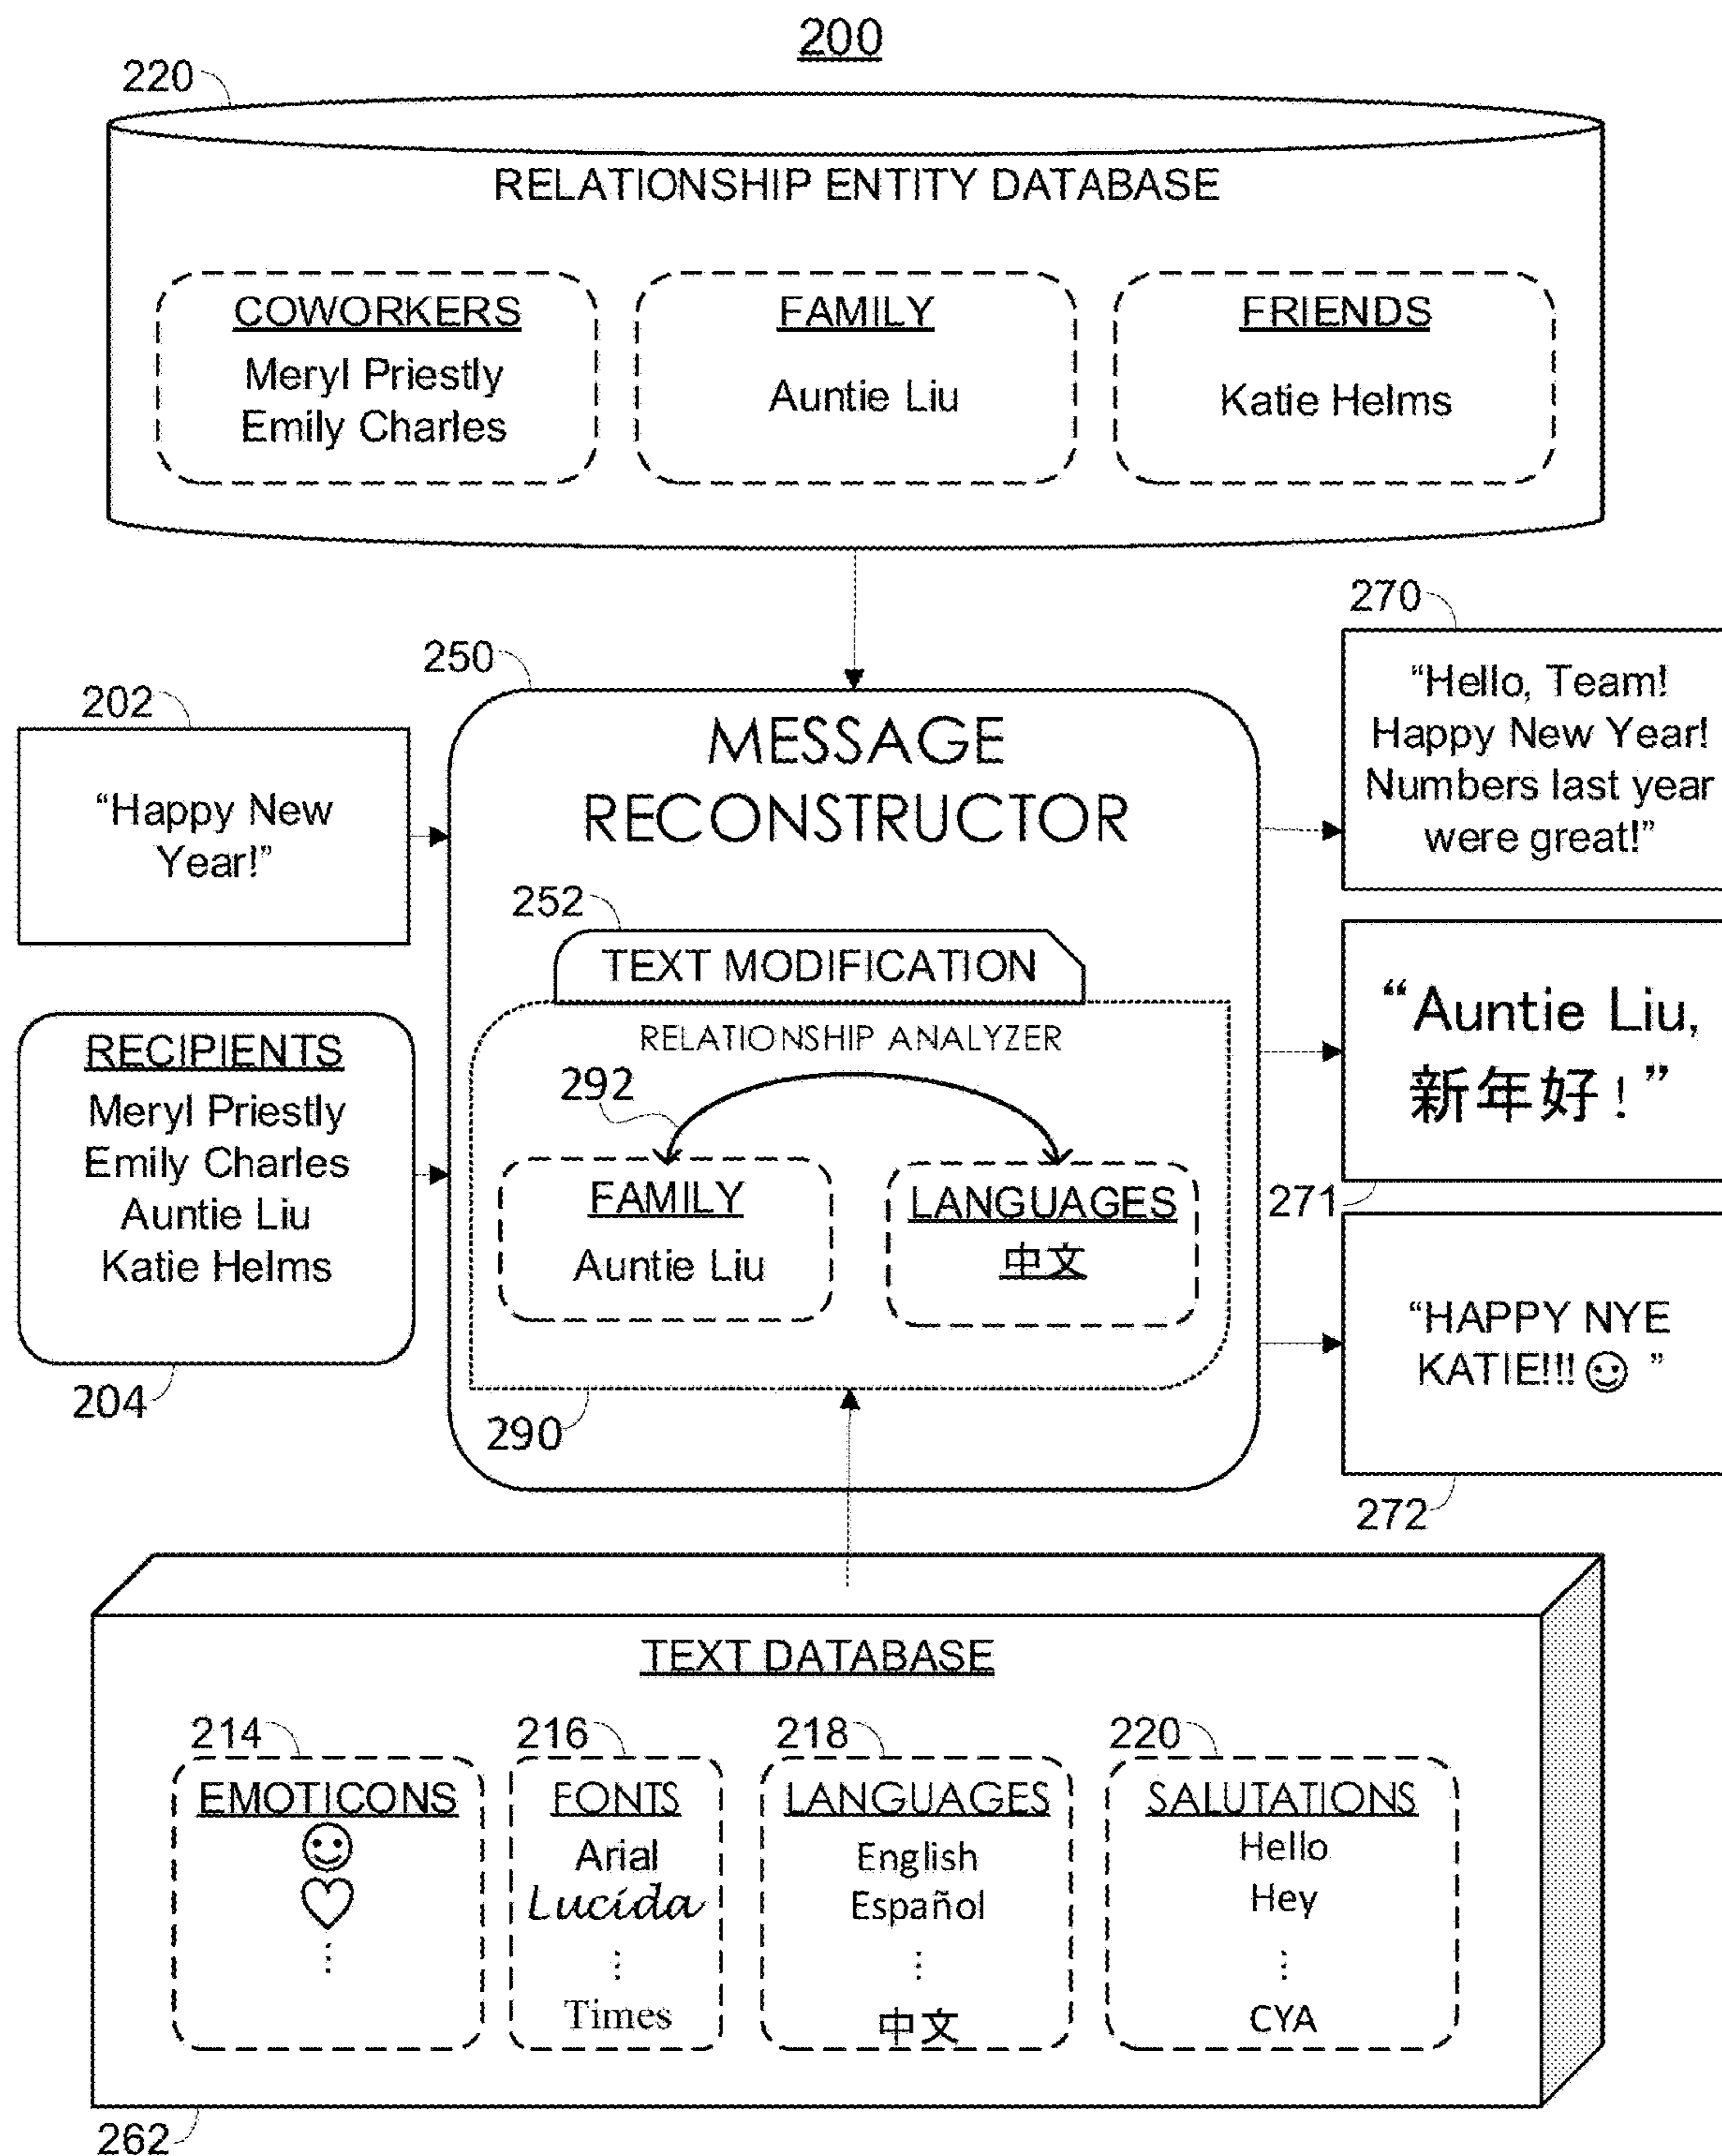 200
220
RELATIONSHIP ENTITY DATABASE
COWORKERS
Meryl Priestly
Emily Charles
FAMILY
Auntie Liu
FRIENDS
Katie Helms
202
“Happy New
Year!”
RECIPIENTS
Meryl Priestly
Emily Charles
Auntie Liu
Katie Helms
204
250
MESSAGE
RECONSTRUCTOR
252
TEXT MODIFICATION
RELATIONSHIP ANALYZER
292
FAMILY
Auntie Liu
LANGUAGES
中文
290
270
“Hello, Team!
Happy New Year!
Numbers last year
were great!”
“Auntie Liu,
新年好!”
271
“HAPPY NYE
KATIE!!!☺ ”
272
TEXT DATABASE
214
EMOTICONS
☺
♡
⋮
216
FONTS
Arial
Lucida
⋮
Times
218
LANGUAGES
English
Español
⋮
中文
220
SALUTATIONS
Hello
Hey
⋮
CYA
262